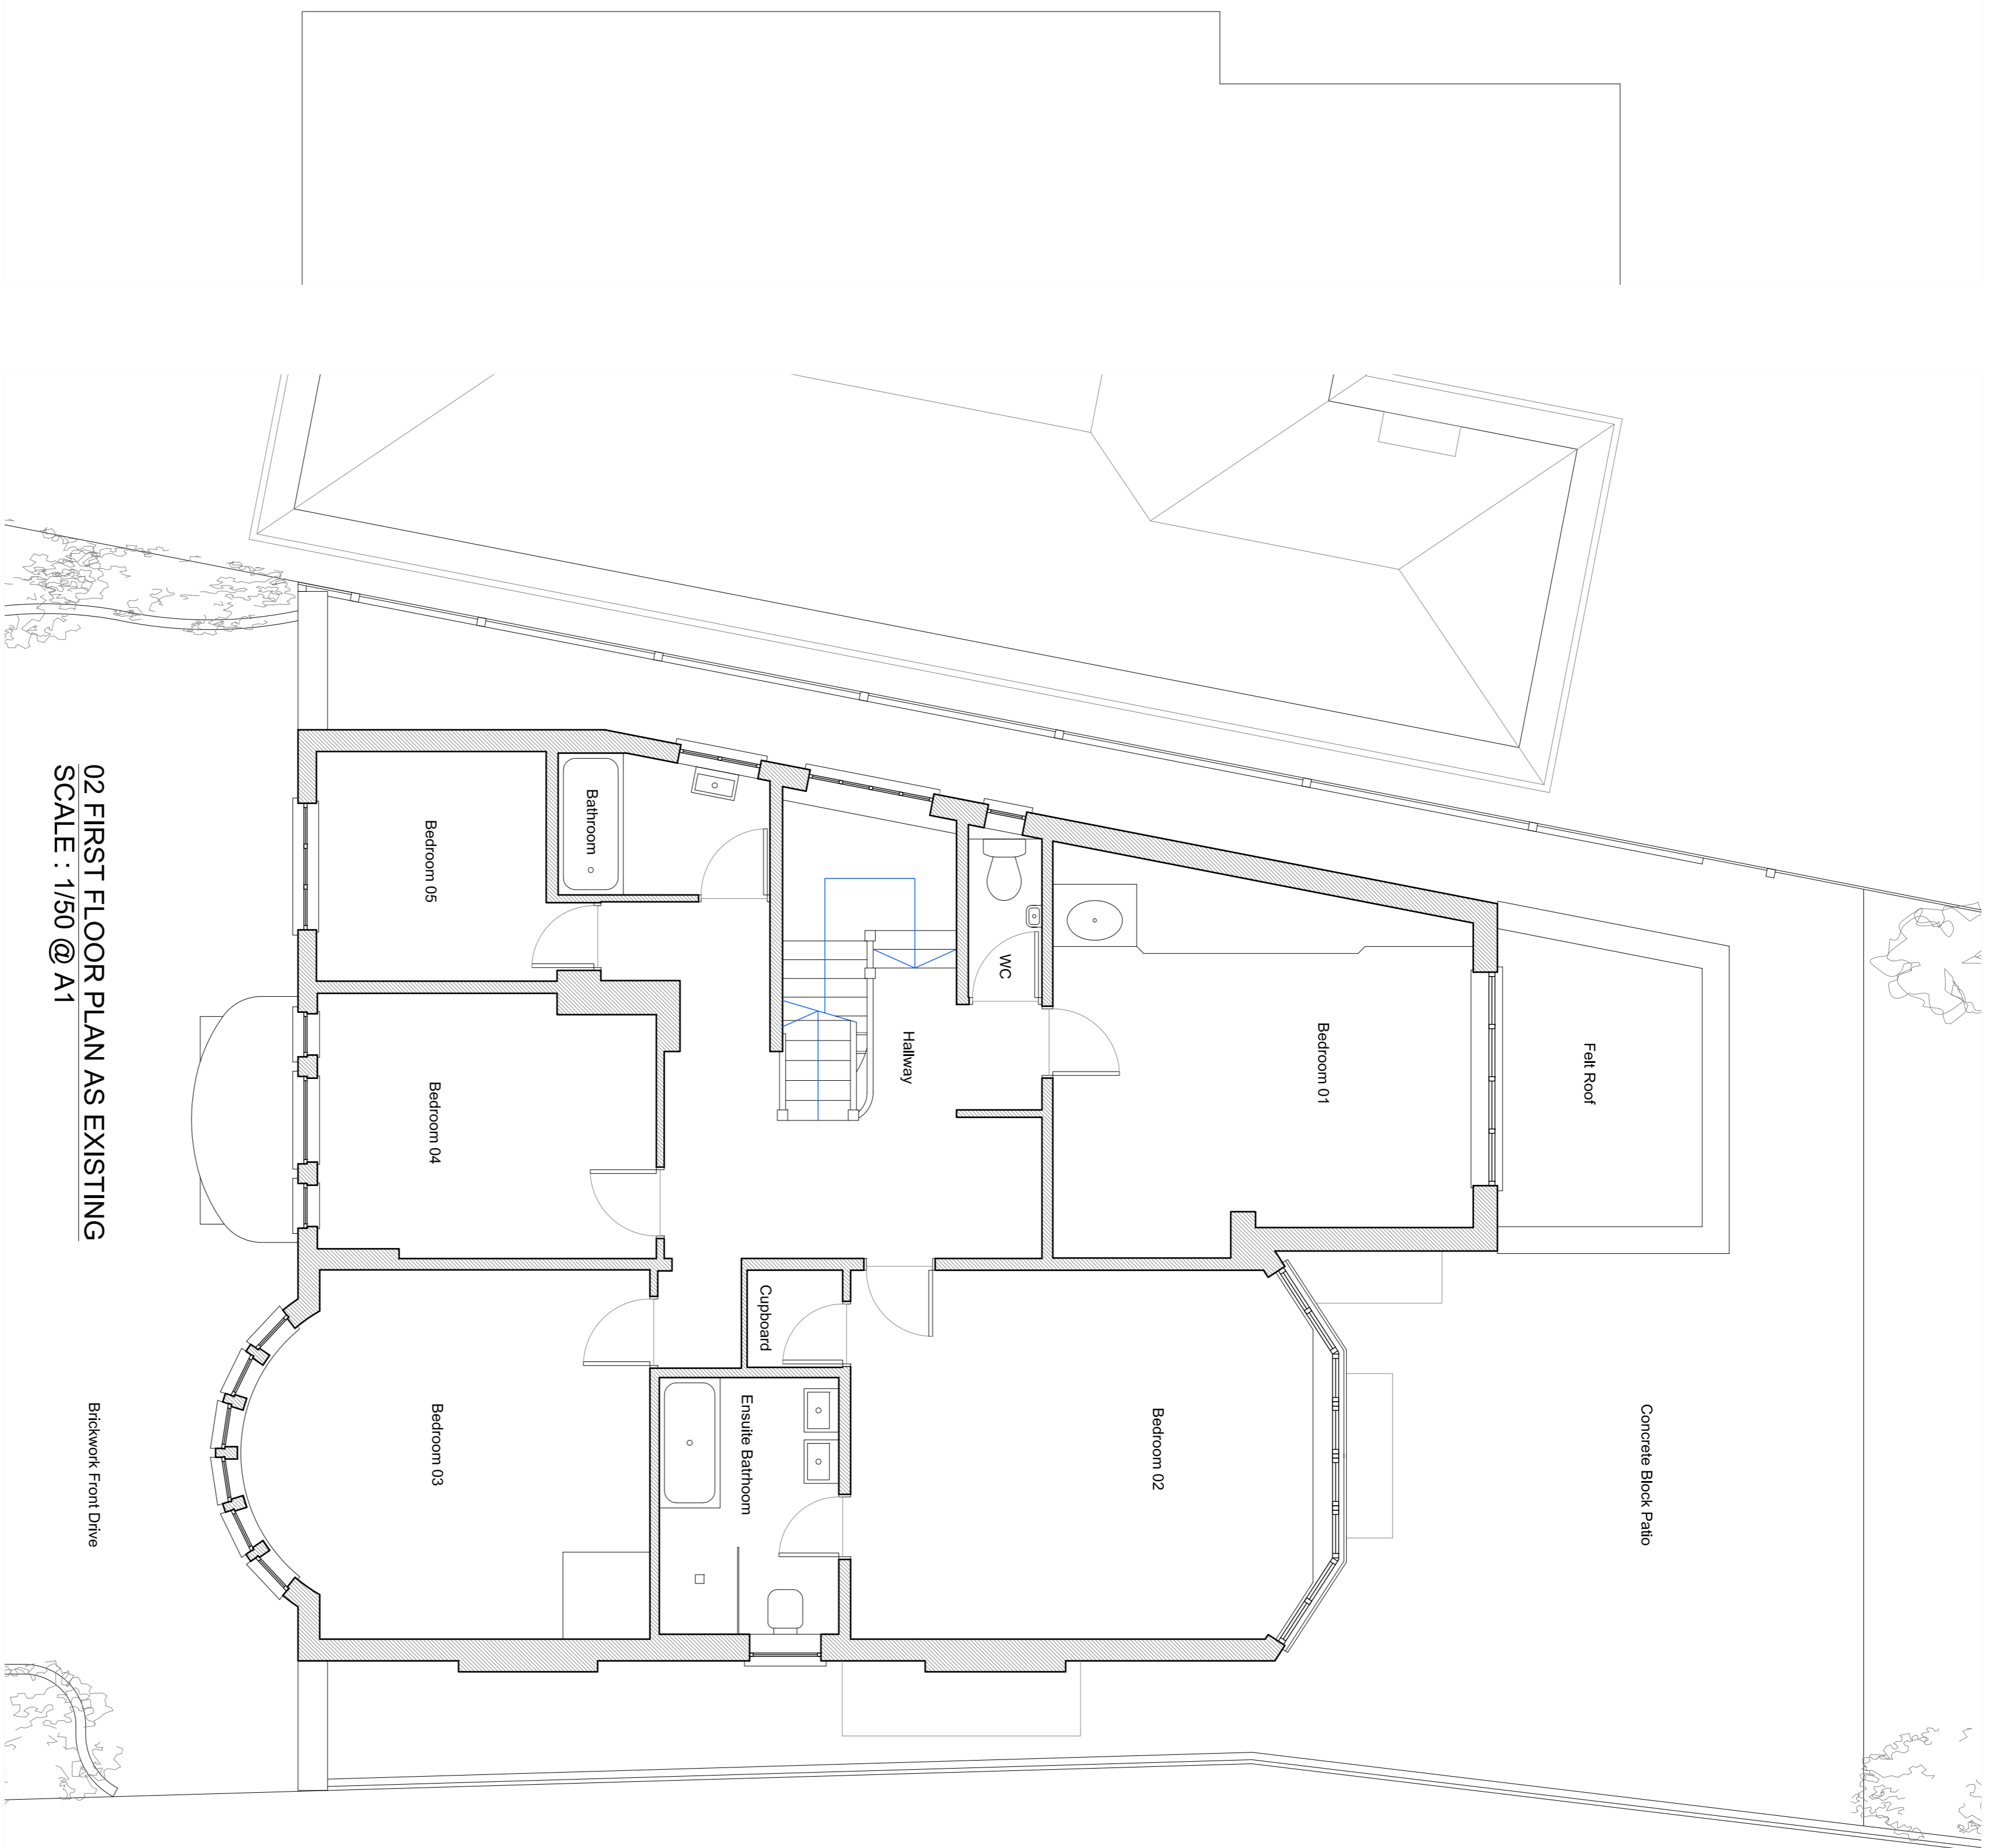 Felt Roof
Concrete Block Patio
Bedroom 01
WC
Hallway
Bedroom 02
Bathroom
Cupboard
Ensuite Batrhoom
Bedroom 05
Bedroom 04
Bedroom 03
Brickwork Front Drive
02 FIRST FLOOR PLAN AS EXISTING
SCALE : 1/50 @ A1